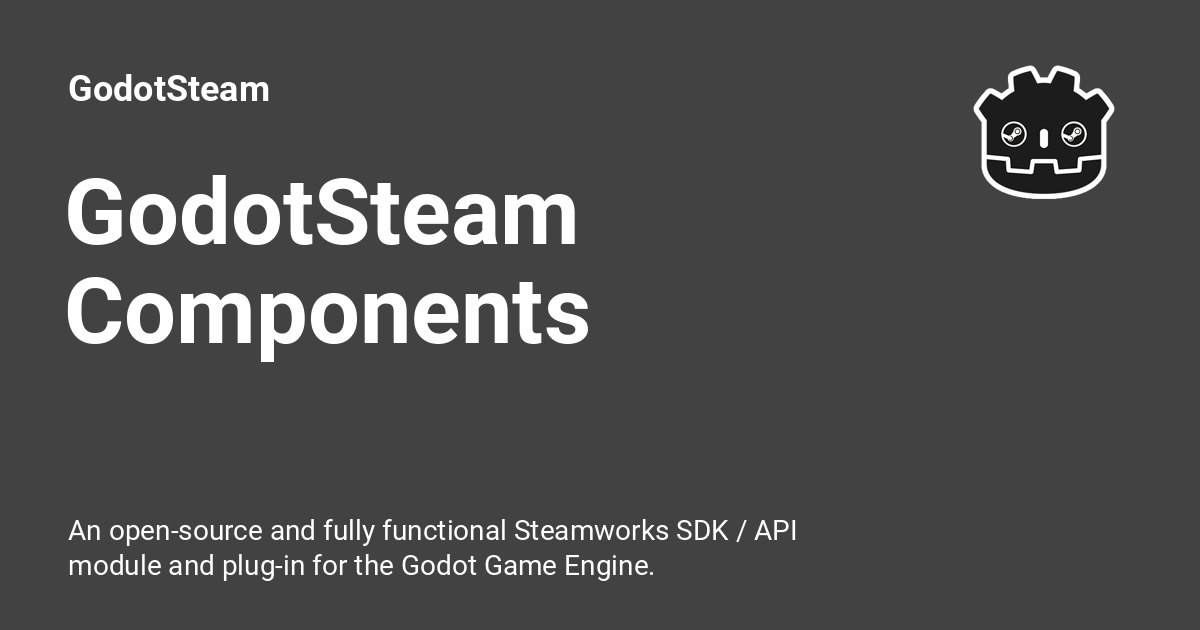 GodotSteam
GodotSteam
Components
An open-source and fully functional Steamworks SDK / API
module and plug-in for the Godot Game Engine.